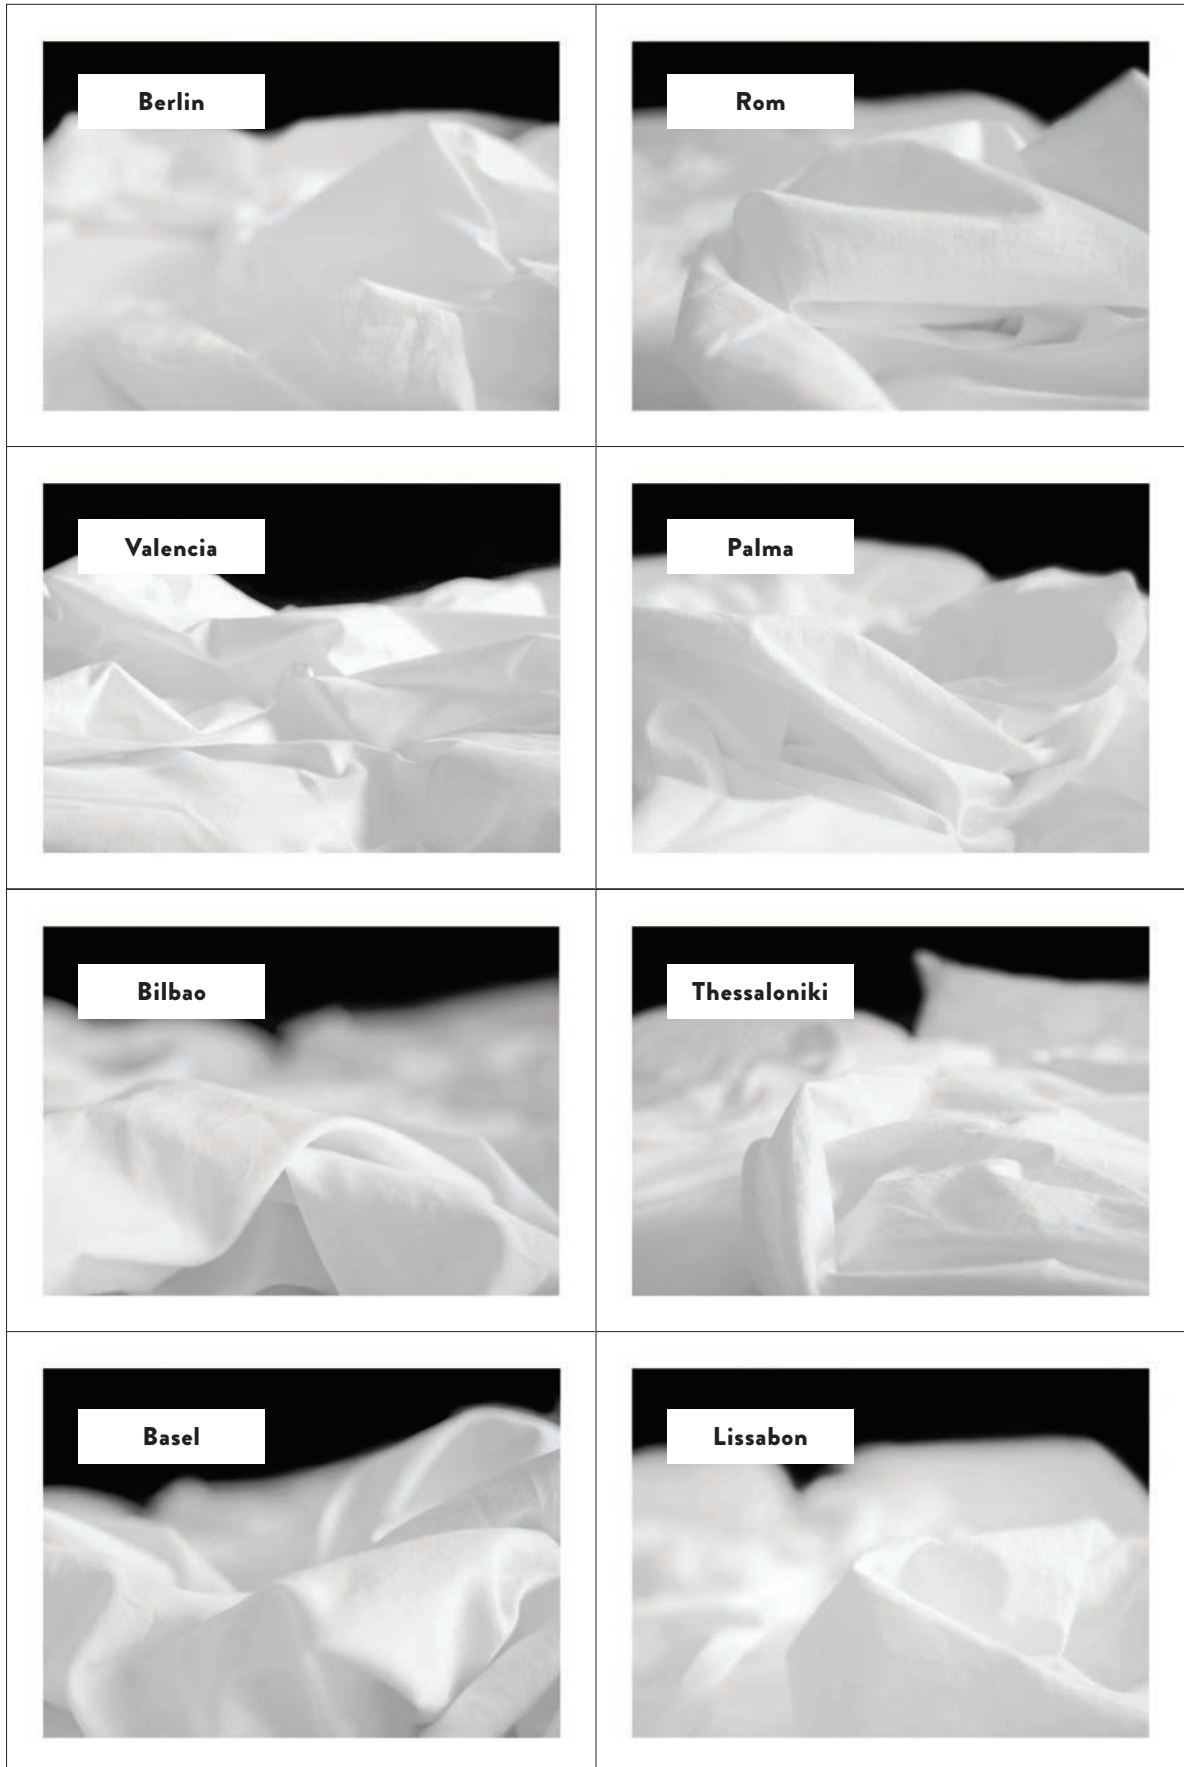 Berlin
Rom
Valencia
Palma
Bilbao
Thessaloniki
Basel
Lissabon